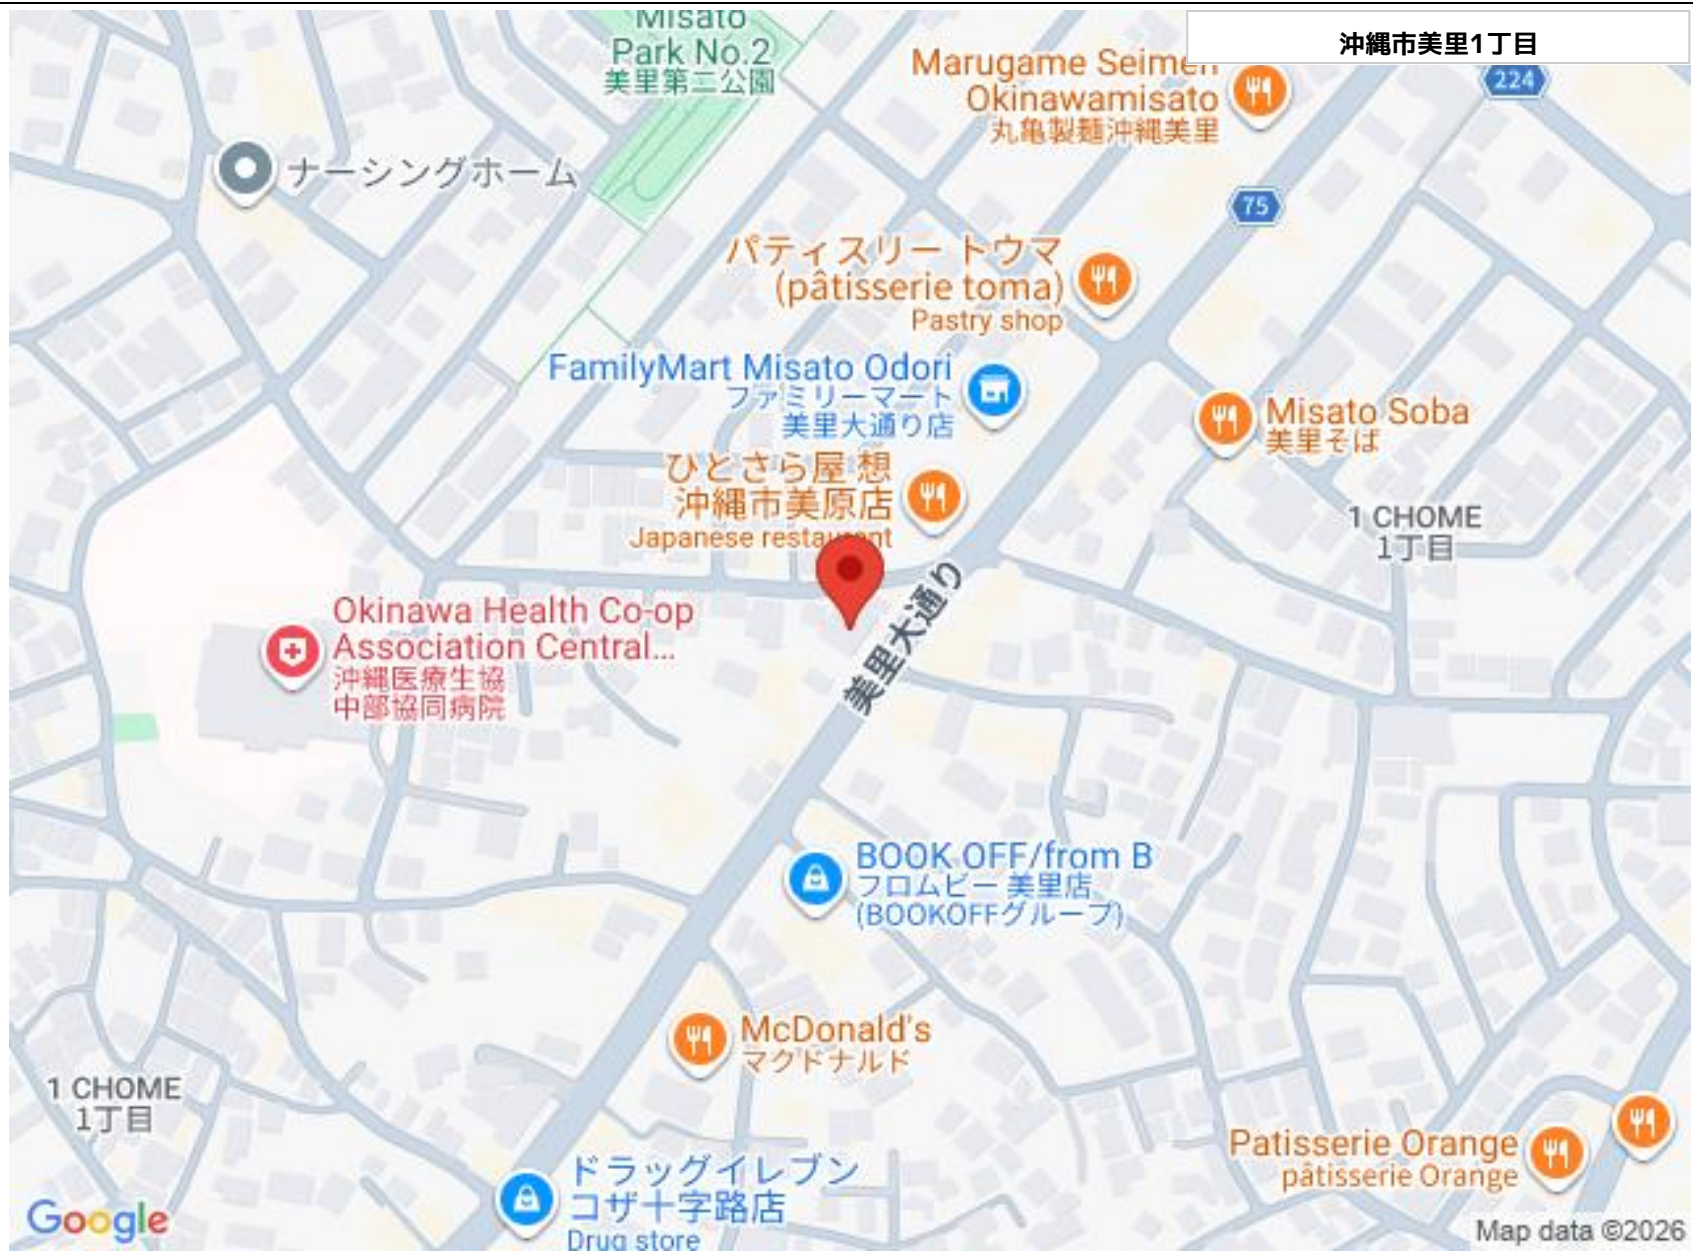 沖縄市美里1丁目
Misato
Park No.2
美里第二公園
Marugame Seimen
Okinawamisato
丸亀製麺沖縄美里
224
ナーシングホーム
75
パティスリー トウマ
(pâtisserie toma)
Pastry shop
FamilyMart Misato Odori
ファミリーマート
美里大通り店
Misato Soba
美里そば
ひとさら屋 想
沖縄市美原店
Japanese restaurant
1 CHOME
1丁目
美里大通り
Okinawa Health Co-op
Association Central...
沖縄医療生協
中部協同病院
BOOK OFF/from B
フロムビー 美里店
(BOOKOFFグループ)
McDonald's
マクドナルド
1 CHOME
1丁目
Patisserie Orange
pâtisserie Orange
ドラッグイレブン
コザ十字路店
Drug store
Google
Map data ©2026